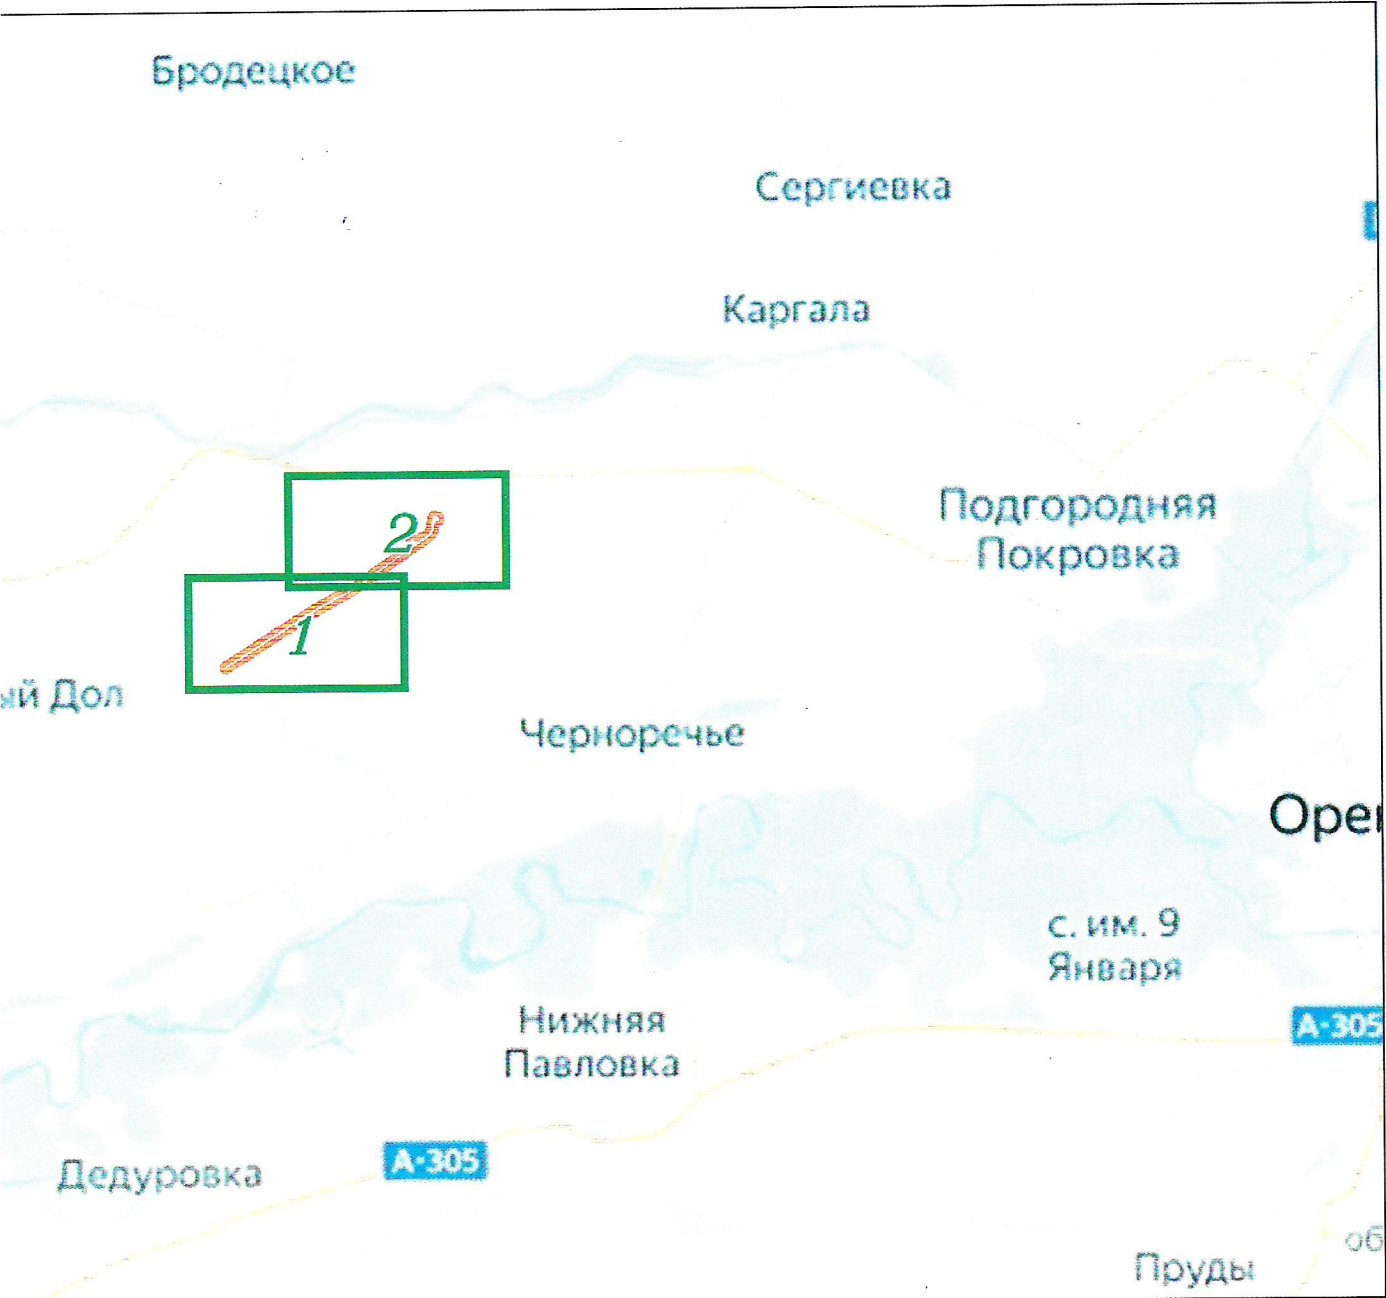 Бродецкое
Сергиевка
Каргала
Подгородняя
Покровка
2
1
ый Дол
Черноречье
Орен
с. им. 9
Января
Нижняя
Павловка
А-305
А-305
Дедуровка
об
Пруды